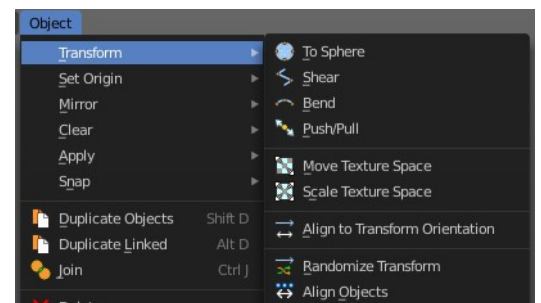 Object
Transform
Set Origin
Mirror
Clear
Apply
Snap
Duplicate Objects Shift D
Duplicate Linked Alt D
Join Ctrl J
To Sphere
Shear
Bend
Push/Pull
Move Texture Space
Scale Texture Space
Align to Transform Orientation
Randomize Transform
Align Objects